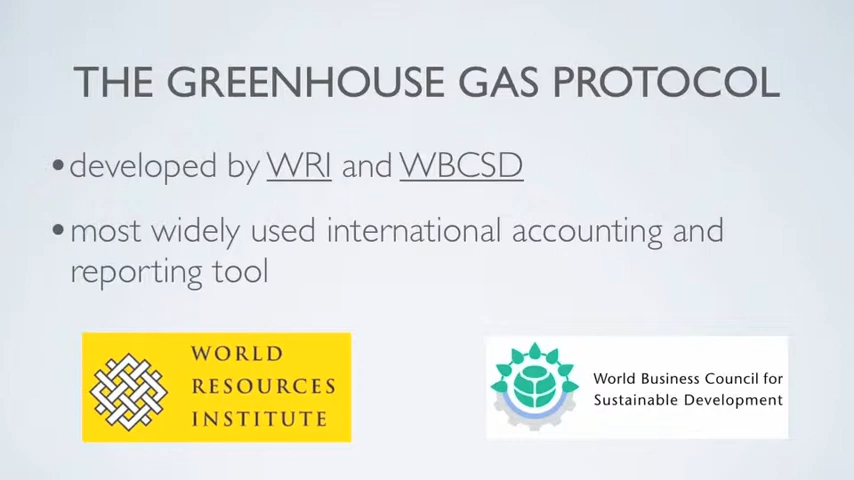 THE GREENHOUSE GAS PROTOCOL
•developed by WRI and WBCSD
•most widely used international accounting and
reporting tool
WORLD
RESOURCES
INSTITUTE
World Business Council for
Sustainable Development